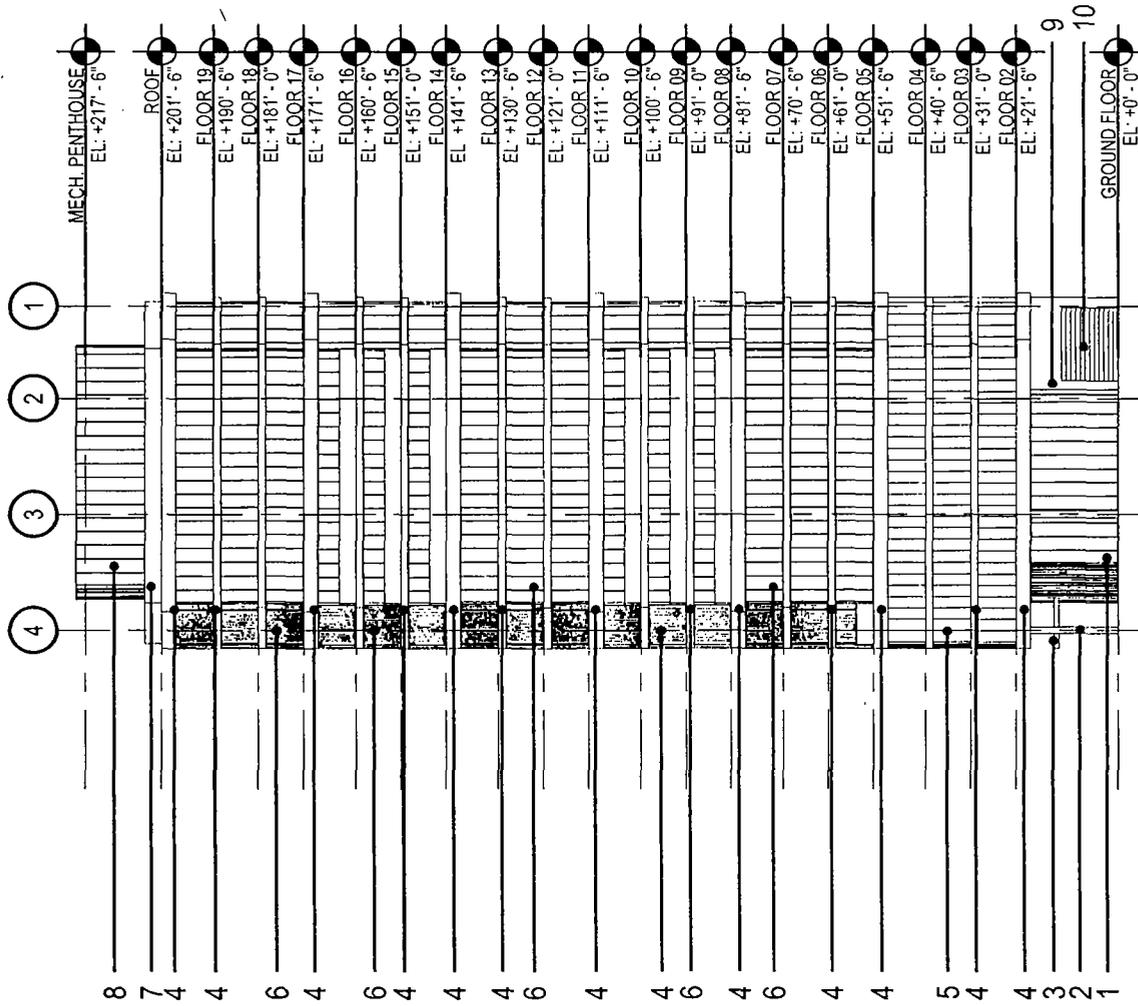 MECH. PENTHOUSE
EL: +217' - 6"
ROOF
EL: +201' - 6"
FLOOR 19
EL: +190' - 6"
FLOOR 18
EL: +181' - 0"
FLOOR 17
EL: +171' - 6"
FLOOR 16
EL: +160' - 6"
FLOOR 15
EL: +151' - 0"
FLOOR 14
EL +141' - 6"
FLOOR 13
EL: +130' - 6"
FLOOR 12
EL: +121' - 0"
FLOOR 11
EL: +111' - 6"
FLOOR 10
EL: +100' - 6"
FLOOR 09
EL: +91' - 0"
FLOOR 08
EL: +81' - 6"
FLOOR 07
EL: +70' - 6"
FLOOR 06
EL: +61' - 0"
FLOOR 05
EL: +51' - 6"
FLOOR 04
EL: +40' - 6"
FLOOR 03
EL: +31' - 0"
FLOOR 02
EL: +21' - 6"
GROUND FLOOR
EL: +0' - 0"
9
10
1
2
3
4
8
7
4
4
6
4
6
4
4
4
6
4
4
6
4
6
4
4
5
4
4
3
2
1